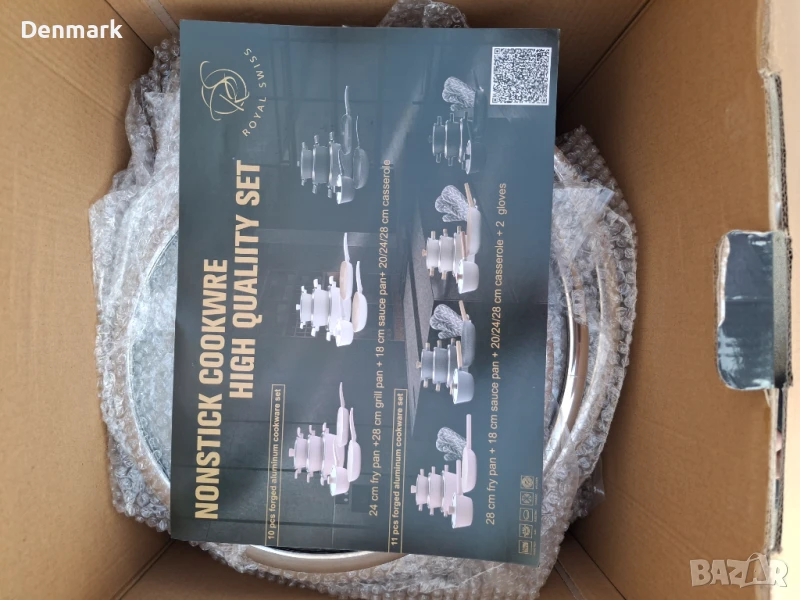 Denmark
ROYAL SWISS
NONSTICK COOKWRE
HIGH QUALIITY SET
10 pcs forged aluminum cookware set
24 cm fry pan +28 cm grill pan + 18 cm sauce pan+ 20/24/28 cm casserole
11 pcs forged aluminum cookware set
28 cm fry pan + 18 cm sauce pan + 20/24/28 cm casserole + 2 gloves
BAZAR